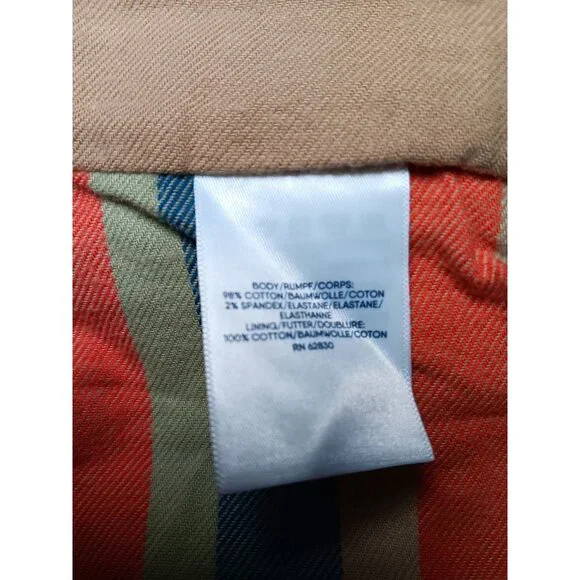 BODY/RUMPF/CORPS:
98% COTTON/BAUMWOLLE/COTON
2% SPANDEX/ELASTANE/ELASTANE/
ELASTHANNE
LINING/FUTTER/DOUBLURE:
100% COTTON/BAUMWOLLE/COTON
RN 62830